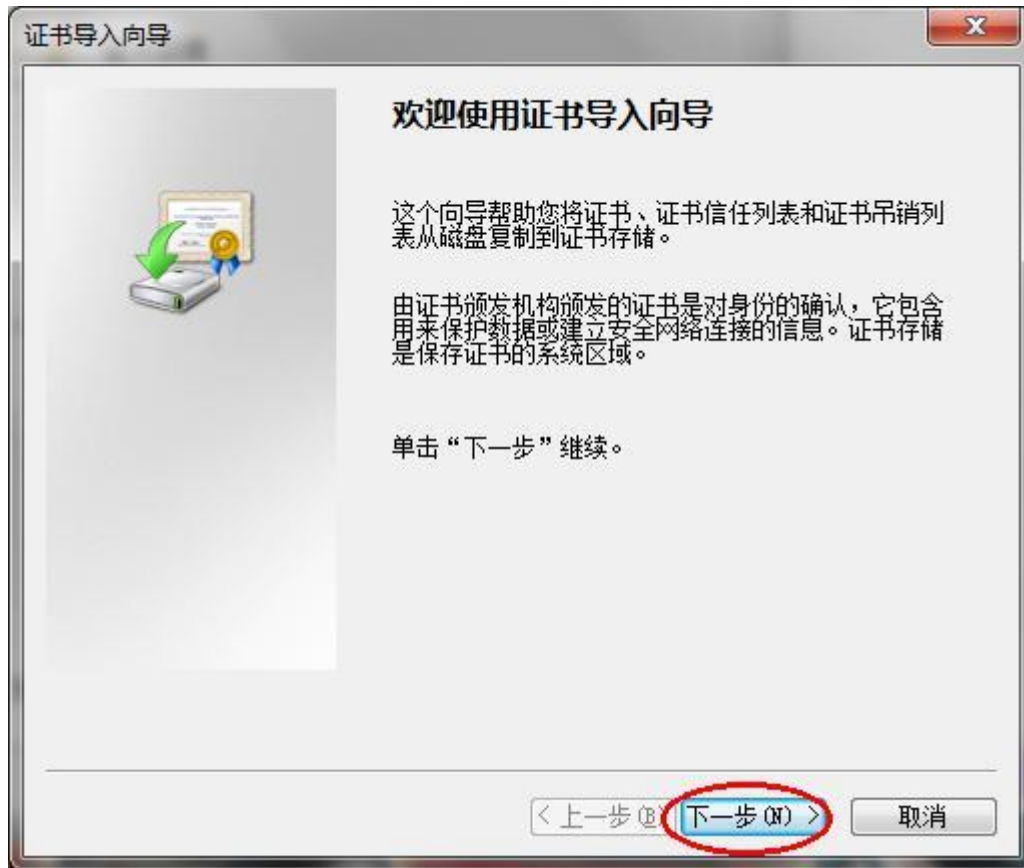 证书导入向导
欢迎使用证书导入向导
这个向导帮助您将证书、证书信任列表和证书吊销列
表从磁盘复制到证书存储。
由证书颁发机构颁发的证书是对身份的确认，它包含
用来保护数据或建立安全网络连接的信息。证书存储
是保存证书的系统区域。
单击“下一步”继续。
< 上一步(B) 下一步(N) > 取消